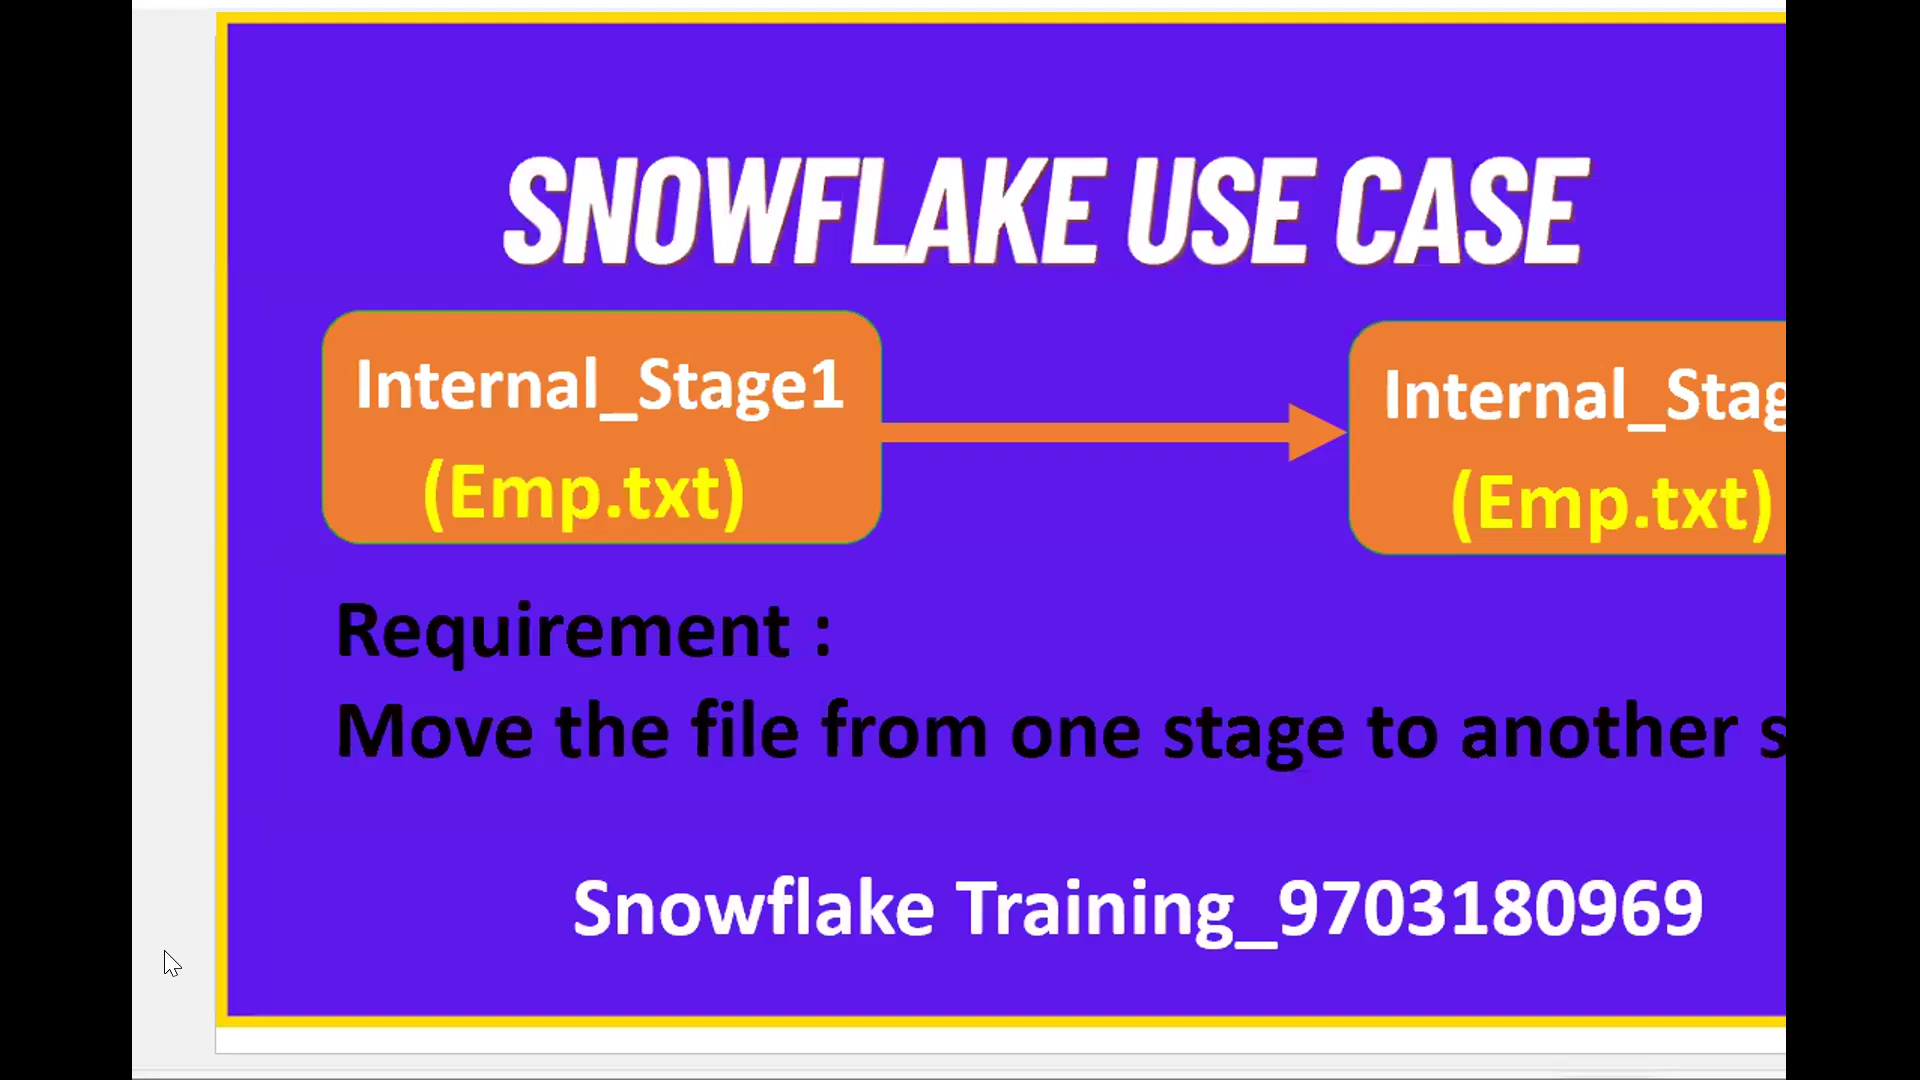 SNOWFLAKE USE CASE
Internal_Stage1
(Emp.txt)
Internal_Stag
(Emp.txt)
Requirement :
Move the file from one stage to another s
Snowflake Training_9703180969